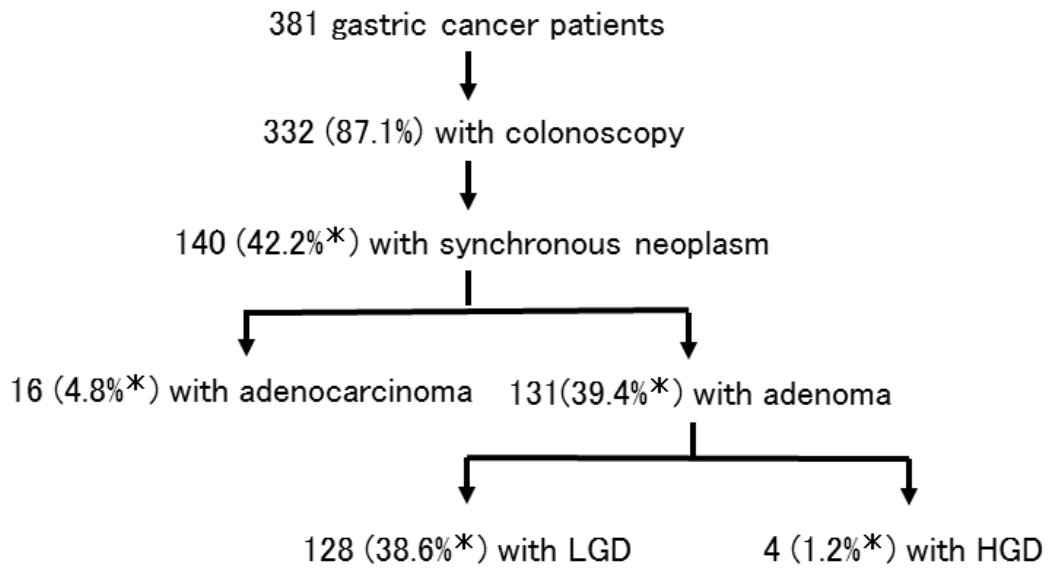 381 gastric cancer patients
332 (87.1%) with colonoscopy
140 (42.2%*) with synchronous neoplasm
16 (4.8%*) with adenocarcinoma
131(39.4%*) with adenoma
128 (38.6%*) with LGD
4 (1.2%*) with HGD